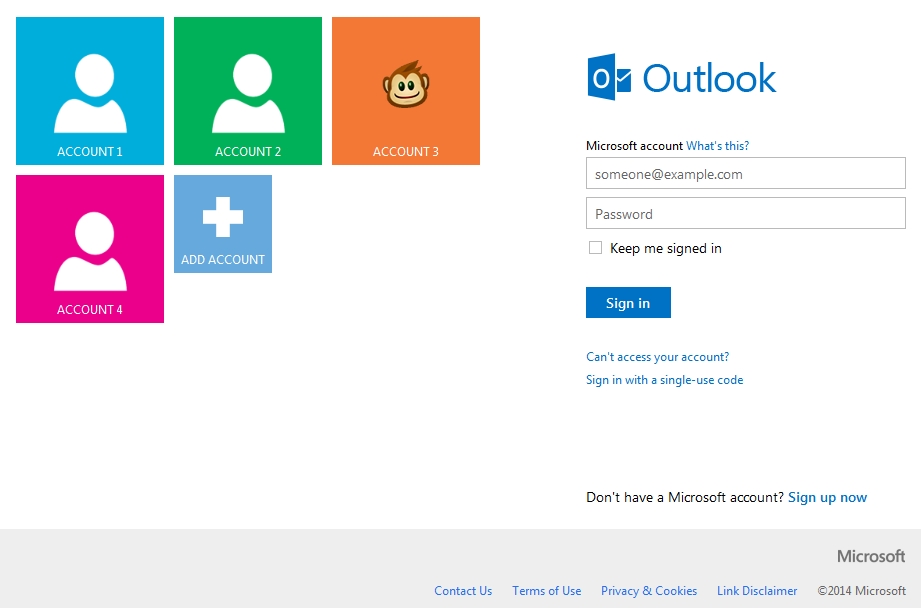 ACCOUNT 1
ACCOUNT 2
ACCOUNT 3
ACCOUNT 4
ADD ACCOUNT
O Outlook
Microsoft account What's this?
someone@example.com
Password
Keep me signed in
Sign in
Can't access your account?
Sign in with a single-use code
Don't have a Microsoft account? Sign up now
Microsoft
Contact Us Terms of Use Privacy & Cookies Link Disclaimer ©2014 Microsoft